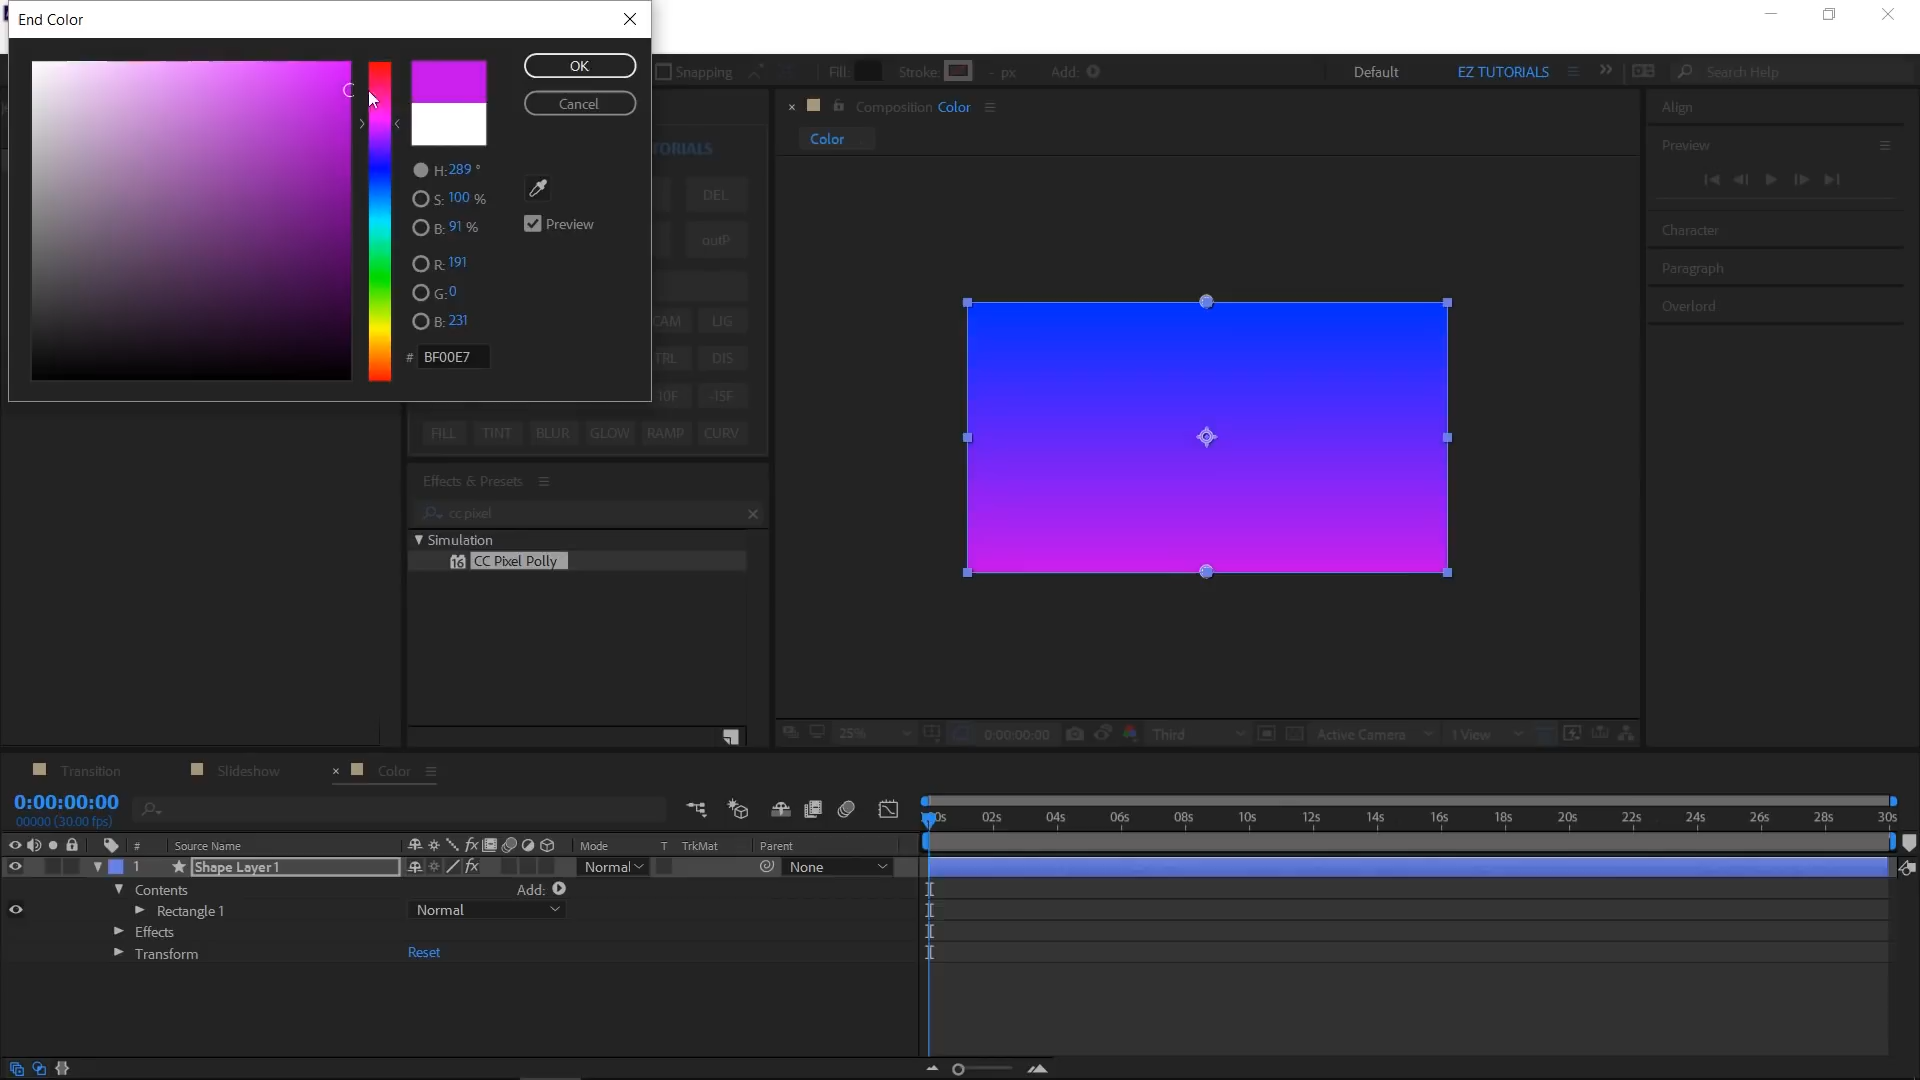 End Color
OK
Cancel
H: 289 °
S: 100 %
B: 91 %
Preview
R: 191
G: 0
B: 231
# BF00E7
Snapping
Fill:
Stroke:
- px
Add:
Default
EZ TUTORIALS
Search Help
Composition Color
Color
DEL
outP
CAM
LIG
TRL
DIS
10F
-15F
FILL
TINT
BLUR
GLOW
RAMP
CURV
Effects & Presets
cc pixel
Simulation
16
CC Pixel Polly
Align
Preview
Character
Paragraph
Overlord
25%
0:00:00:00
Third
Active Camera
1 View
Transition
Slideshow
Color
0:00:00:00
00000 (30.00 fps)
02s
04s
06s
08s
10s
12s
14s
16s
18s
20s
22s
24s
26s
28s
30s
#
Source Name
fx
Mode
T
TrkMat
Parent
1
Shape Layer 1
fx
Normal
None
Contents
Add:
Rectangle 1
Normal
Effects
Transform
Reset